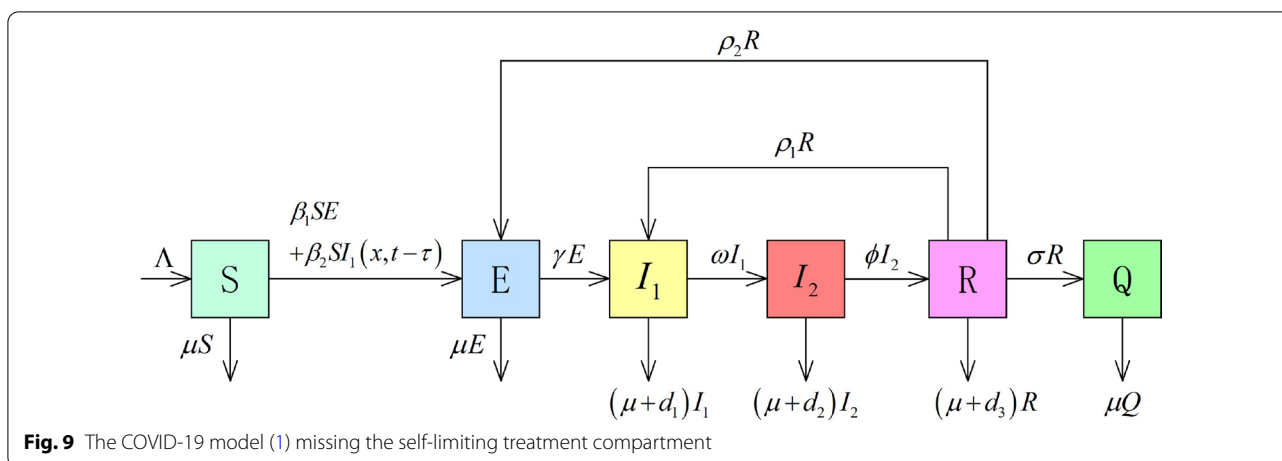 ρ₂R
ρ₁R
β₁SE
+β₂SI₁(x,t−τ)
Λ
S
E
γE
I₁
ωI₁
I₂
ϕI₂
R
σR
Q
μS
μE
(μ+d₁)I₁
(μ+d₂)I₂
(μ+d₃)R
μQ
Fig. 9 The COVID-19 model (1) missing the self-limiting treatment compartment